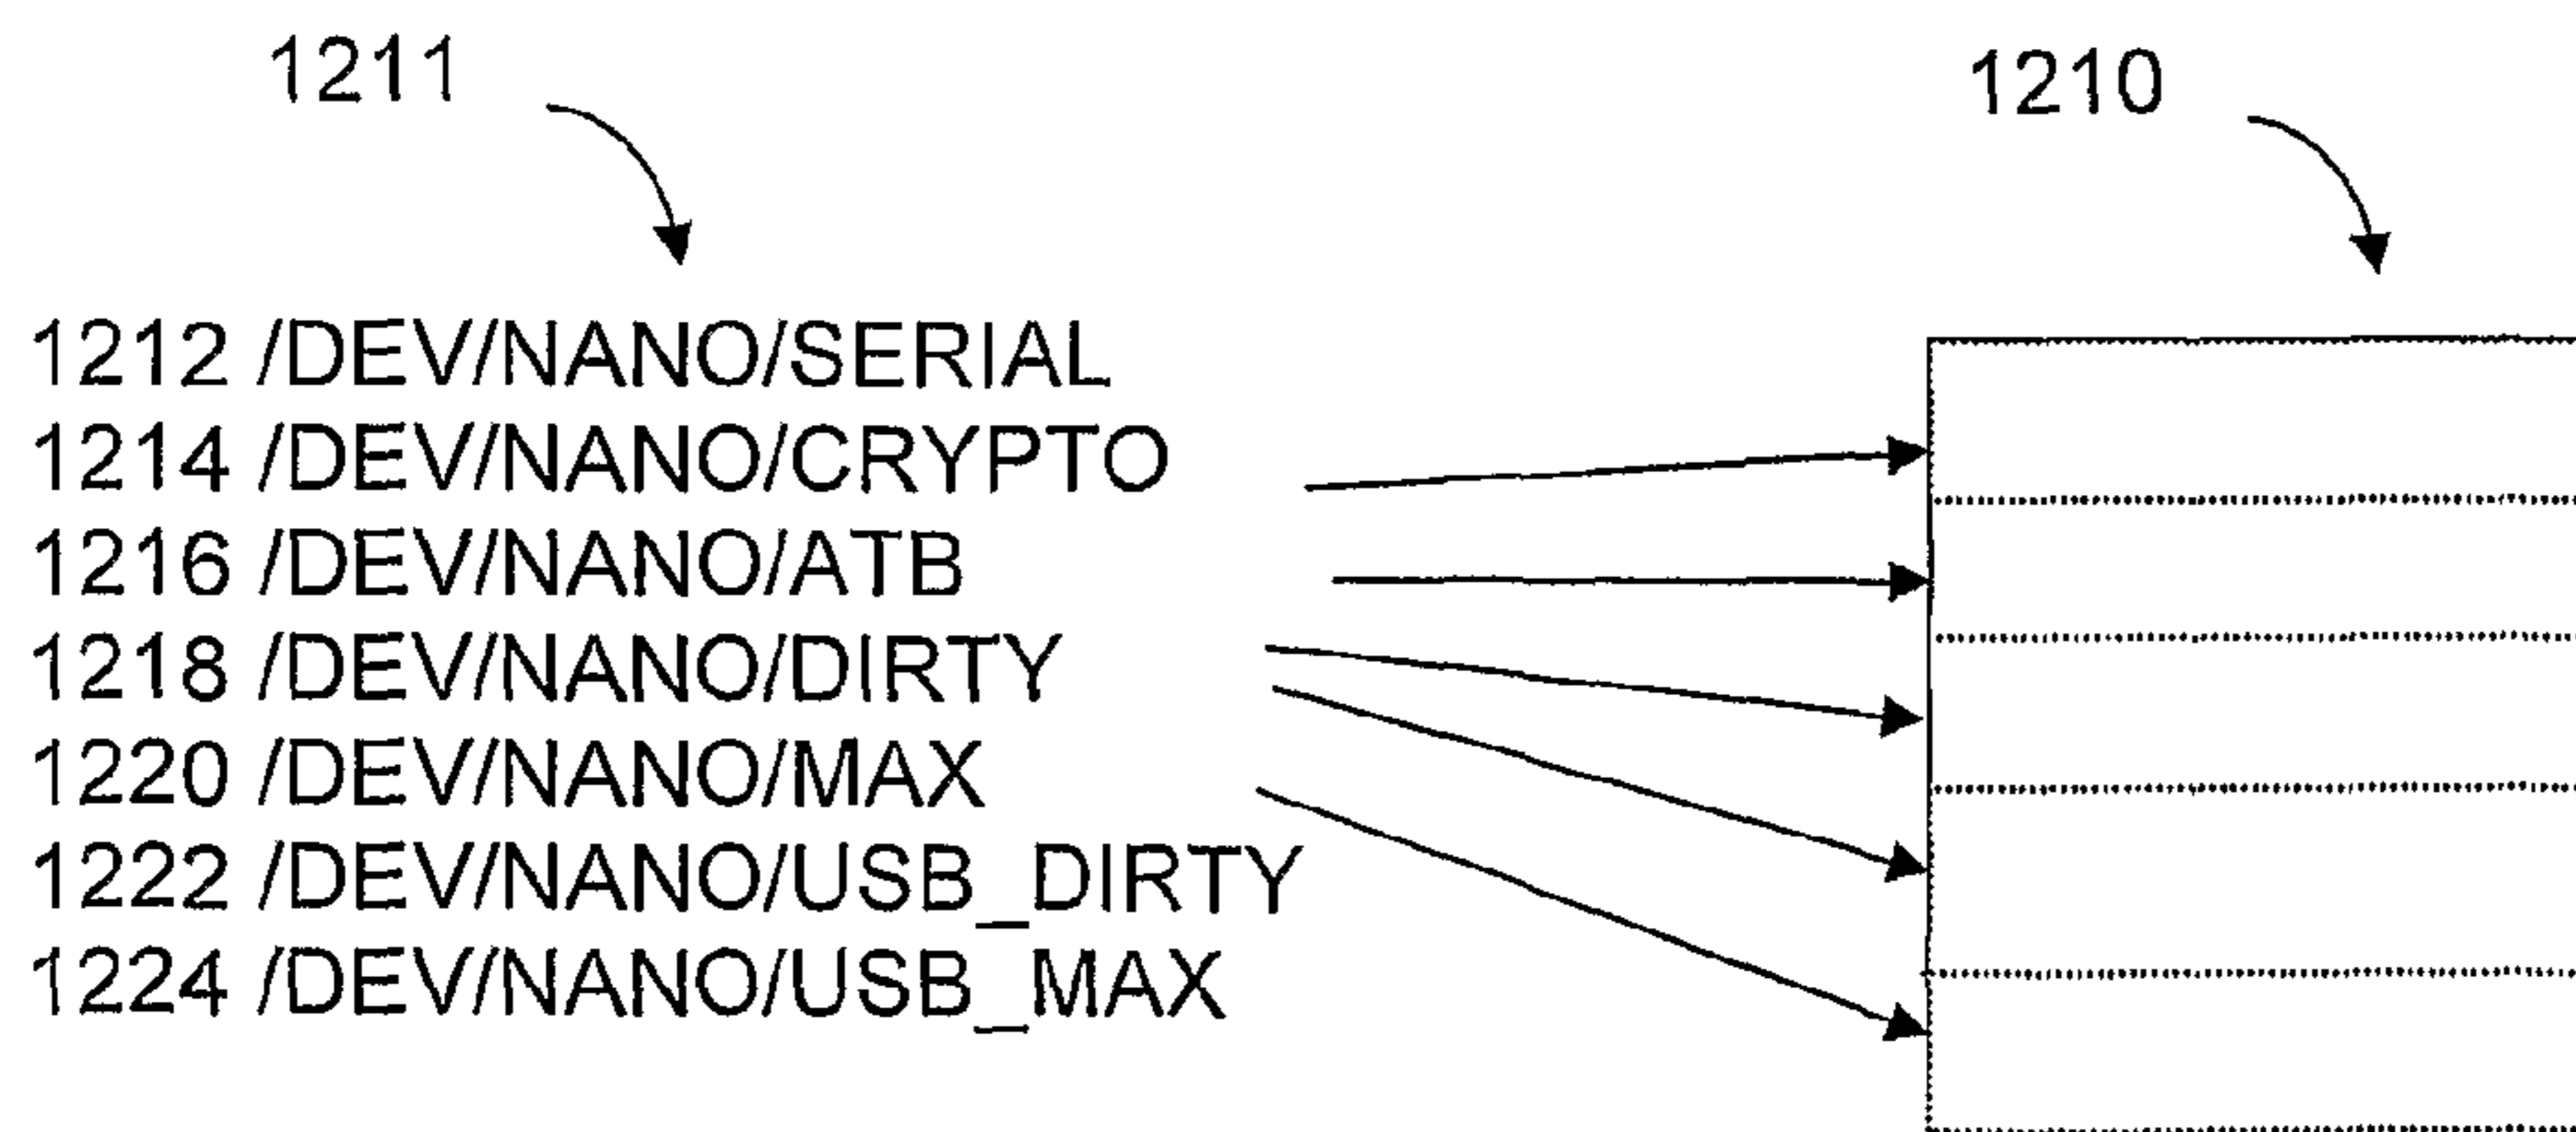 1211
1210
1212 /DEV/NANO/SERIAL
1214 /DEV/NANO/CRYPTO
1216 /DEV/NANO/ATB
1218 /DEV/NANO/DIRTY
1220 /DEV/NANO/MAX
1222 /DEV/NANO/USB_DIRTY
1224 /DEV/NANO/USB_MAX